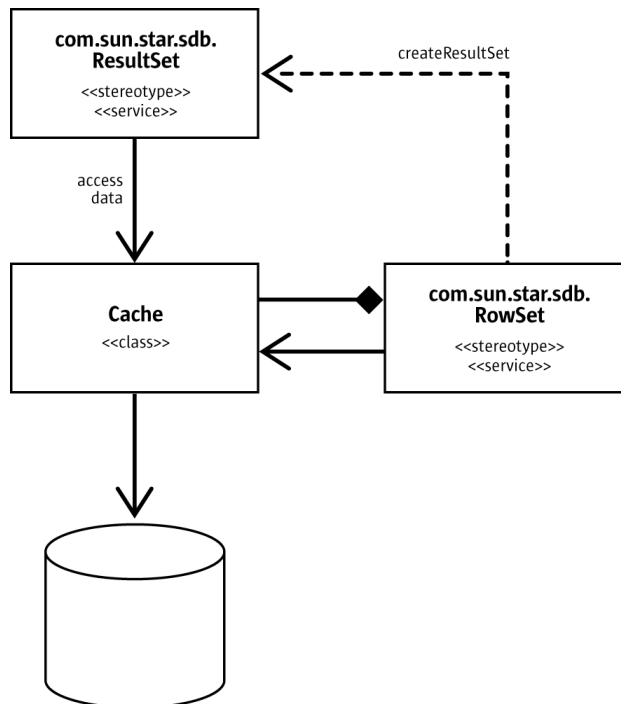 com.sun.star.sdb.
ResultSet
<<stereotype>>
<<service>>
createResultSet
access
data
Cache
<<class>>
com.sun.star.sdb.
RowSet
<<stereotype>>
<<service>>